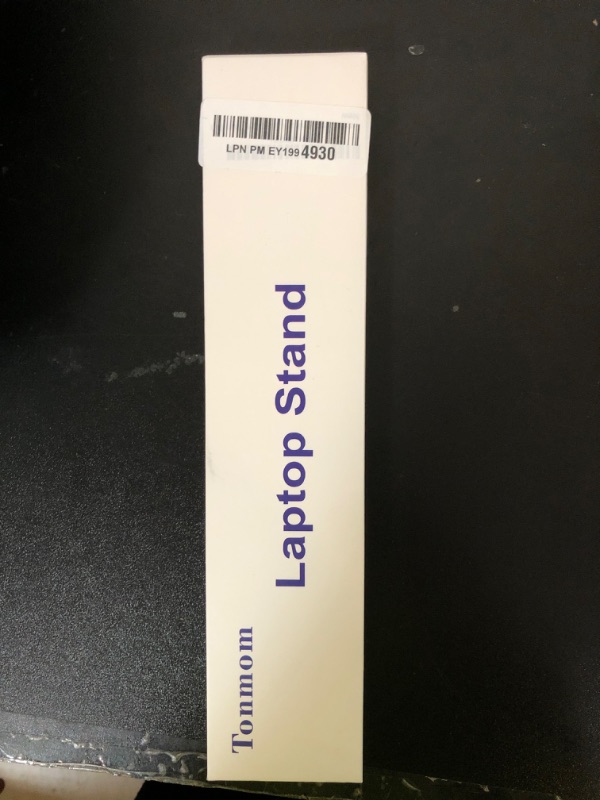 LPN PM EY1994930
Laptop Stand
Tonmom